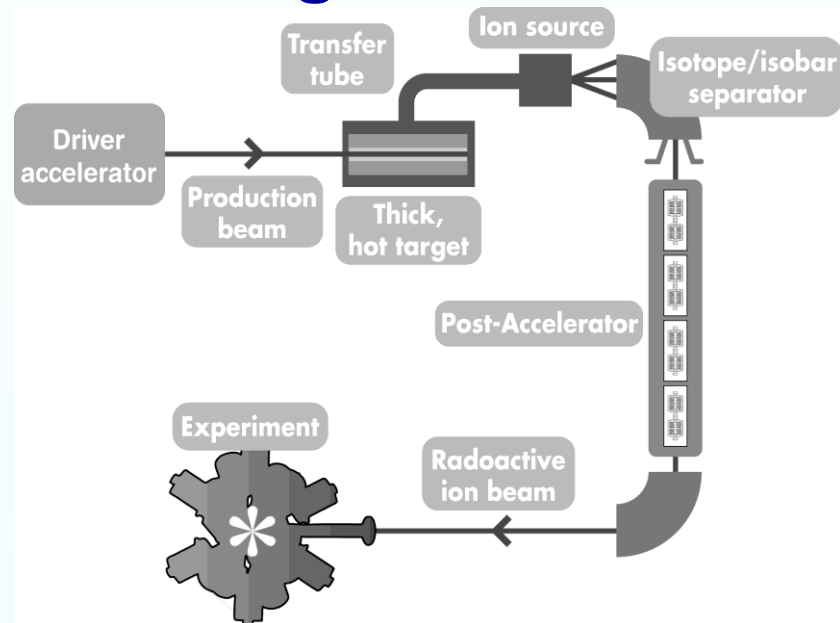 Ion source
Transfer
tube
Isotope/isobar
separator
Driver
accelerator
Production
beam
Thick,
hot target
Post-Accelerator
Experiment
Radoactive
ion beam